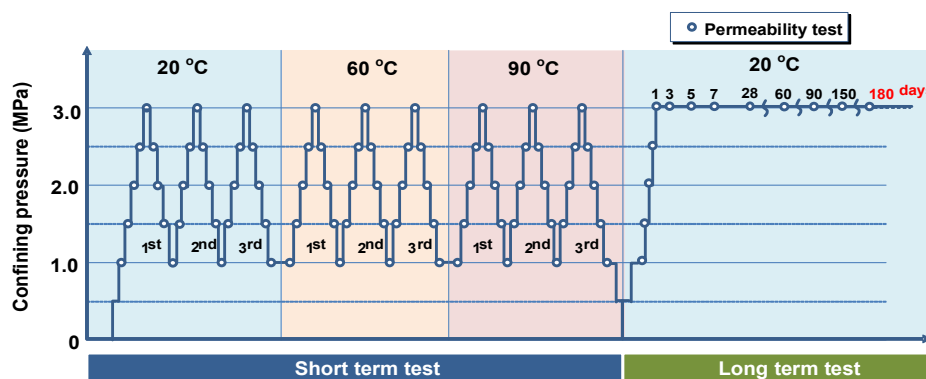 Permeability test
20 °C
60 °C
90 °C
20 °C
Confining pressure (MPa)
3.0
2.0
1.0
0
1 3 5 7 28 60 90 150 180 day
1st 2nd 3rd
1st 2nd 3rd
1st 2nd 3rd
Short term test
Long term test